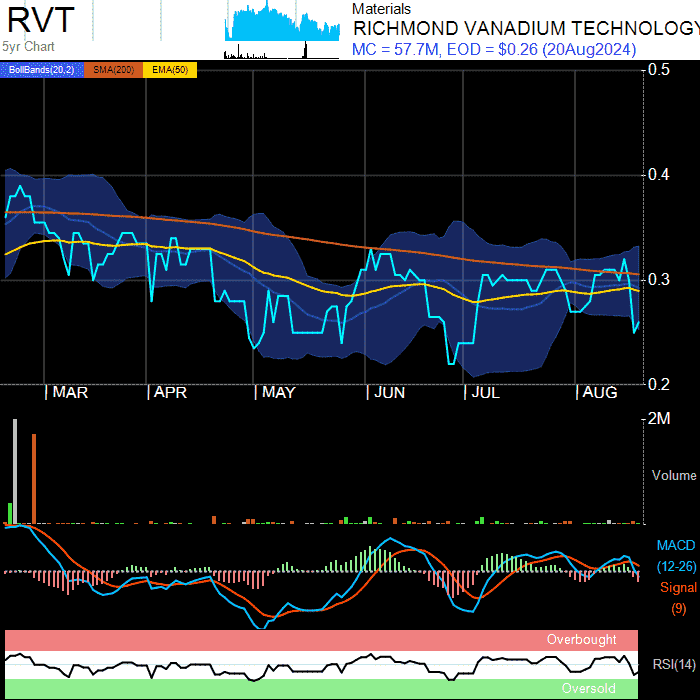 RVT
5yr Chart
Materials
RICHMOND VANADIUM TECHNOLOGY
MC = 57.7M, EOD = $0.26 (20Aug2024)
BollBands(20,2) SMA(200) EMA(50)
0.5
0.4
0.3
0.2
MAR APR MAY JUN JUL AUG
2M
Volume
MACD
(12-26)
Signal
(9)
Overbought
RSI(14)
Oversold